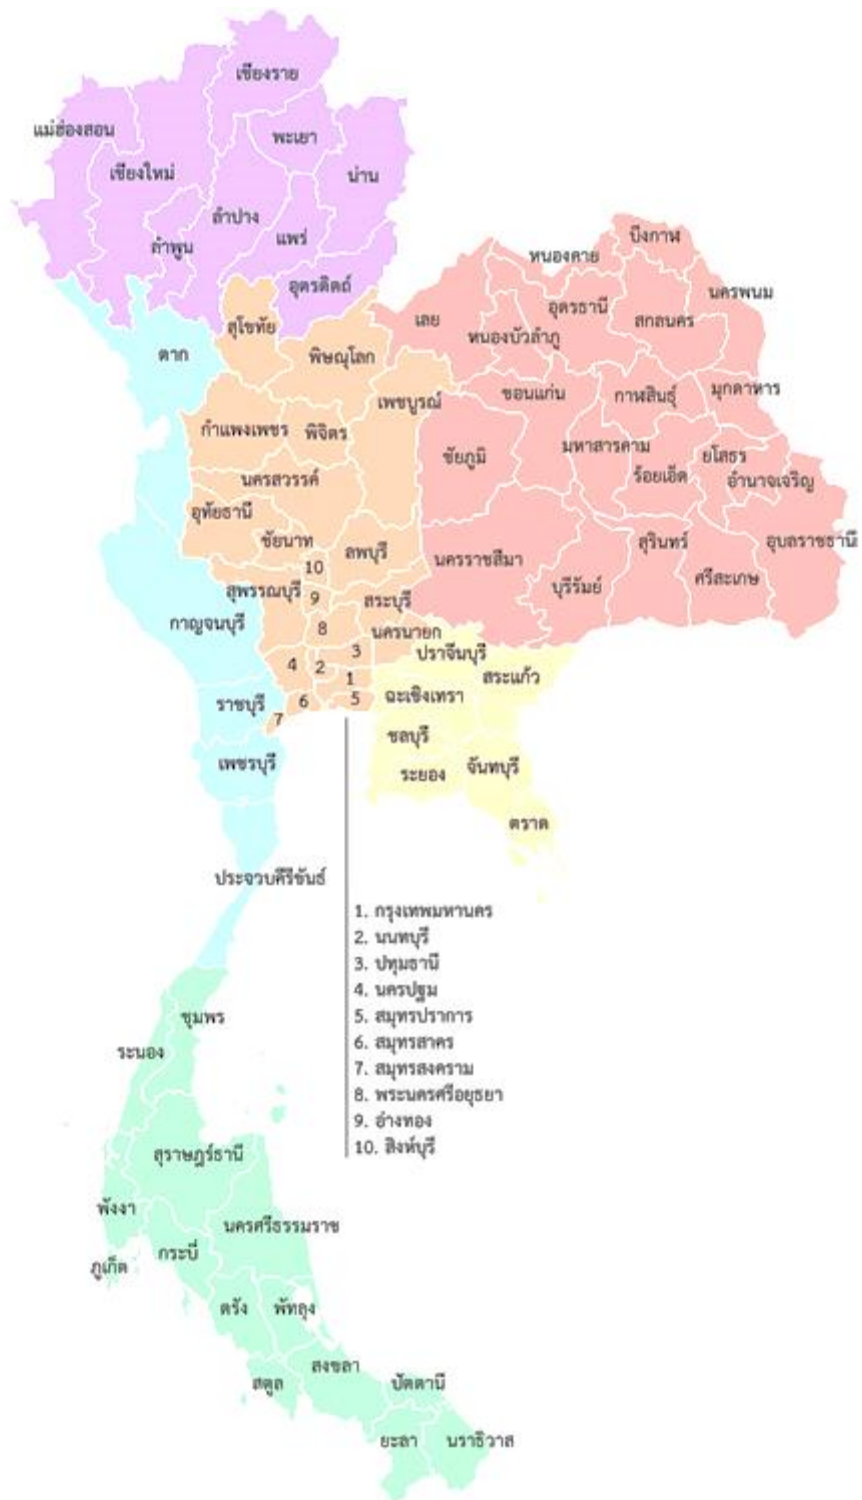 เชียงราย
แม่ฮ่องสอน
พะเยา
เชียงใหม่
น่าน
ลำปาง
แพร่
ลำพูน
อุตรดิตถ์
บึงกาฬ
หนองคาย
นครพนม
อุดรธานี
สกลนคร
เลย
สุโขทัย
หนองบัวลำภู
ตาก
พิษณุโลก
เพชบูรณ์
ขอนแก่น
กาฬสินธุ์
มุกดาหาร
กำแพงเพชร
พิจิตร
มหาสารคาม
ชัยภูมิ
ยโสธร
ร้อยเอ็ด
อำนาจเจริญ
นครสวรรค์
อุทัยธานี
ชัยนาท
ลพบุรี
นครราชสีมา
สุรินทร์
อุบลราชธานี
10
บุรีรัมย์
ศรีสะเกษ
สุพรรณบุรี
9
สระบุรี
กาญจนบุรี
8
นครนายก
3
ปราจีนบุรี
4
2
1
สระแก้ว
ราชบุรี
6
5
ฉะเชิงเทรา
7
ชลบุรี
เพชรบุรี
ระยอง
จันทบุรี
ตราด
ประจวบคีรีขันธ์
1. กรุงเทพมหานคร
2. นนทบุรี
3. ปทุมธานี
4. นครปฐม
5. สมุทรปราการ
6. สมุทรสาคร
7. สมุทรสงคราม
8. พระนครศรีอยุธยา
9. อ่างทอง
10. สิงห์บุรี
ชุมพร
ระนอง
สุราษฎร์ธานี
พังงา
นครศรีธรรมราช
กระบี่
ภูเก็ต
ตรัง
พัทลุง
สงขลา
สตูล
ปัตตานี
ยะลา
นราธิวาส